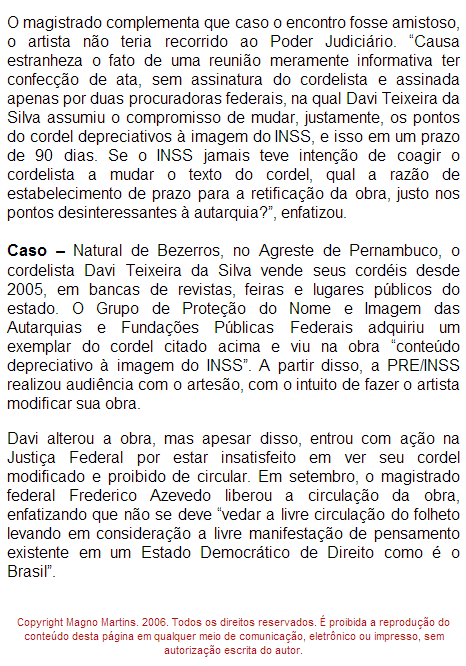 O magistrado complementa que caso o encontro fosse amistoso,
o artista não teria recorrido ao Poder Judiciário. “Causa
estranheza o fato de uma reunião meramente informativa ter
confecção de ata, sem assinatura do cordelista e assinada
apenas por duas procuradoras federais, na qual Davi Teixeira da
Silva assumiu o compromisso de mudar, justamente, os pontos
do cordel depreciativos à imagem do INSS, e isso em um prazo
de 90 dias. Se o INSS jamais teve intenção de coagir o
cordelista a mudar o texto do cordel, qual a razão de
estabelecimento de prazo para a retificação da obra, justo nos
pontos desinteressantes à autarquia?”, enfatizou.
Caso – Natural de Bezerros, no Agreste de Pernambuco, o
cordelista Davi Teixeira da Silva vende seus cordéis desde
2005, em bancas de revistas, feiras e lugares públicos do
estado. O Grupo de Proteção do Nome e Imagem das
Autarquias e Fundações Públicas Federais adquiriu um
exemplar do cordel citado acima e viu na obra “conteúdo
depreciativo à imagem do INSS”. A partir disso, a PRE/INSS
realizou audiência com o artesão, com o intuito de fazer o artista
modificar sua obra.
Davi alterou a obra, mas apesar disso, entrou com ação na
Justiça Federal por estar insatisfeito em ver seu cordel
modificado e proibido de circular. Em setembro, o magistrado
federal Frederico Azevedo liberou a circulação da obra,
enfatizando que não se deve “vedar a livre circulação do folheto
levando em consideração a livre manifestação de pensamento
existente em um Estado Democrático de Direito como é o
Brasil”.
Copyright Magno Martins. 2006. Todos os direitos reservados. É proibida a reprodução do
conteúdo desta página em qualquer meio de comunicação, eletrônico ou impresso, sem
autorização escrita do autor.